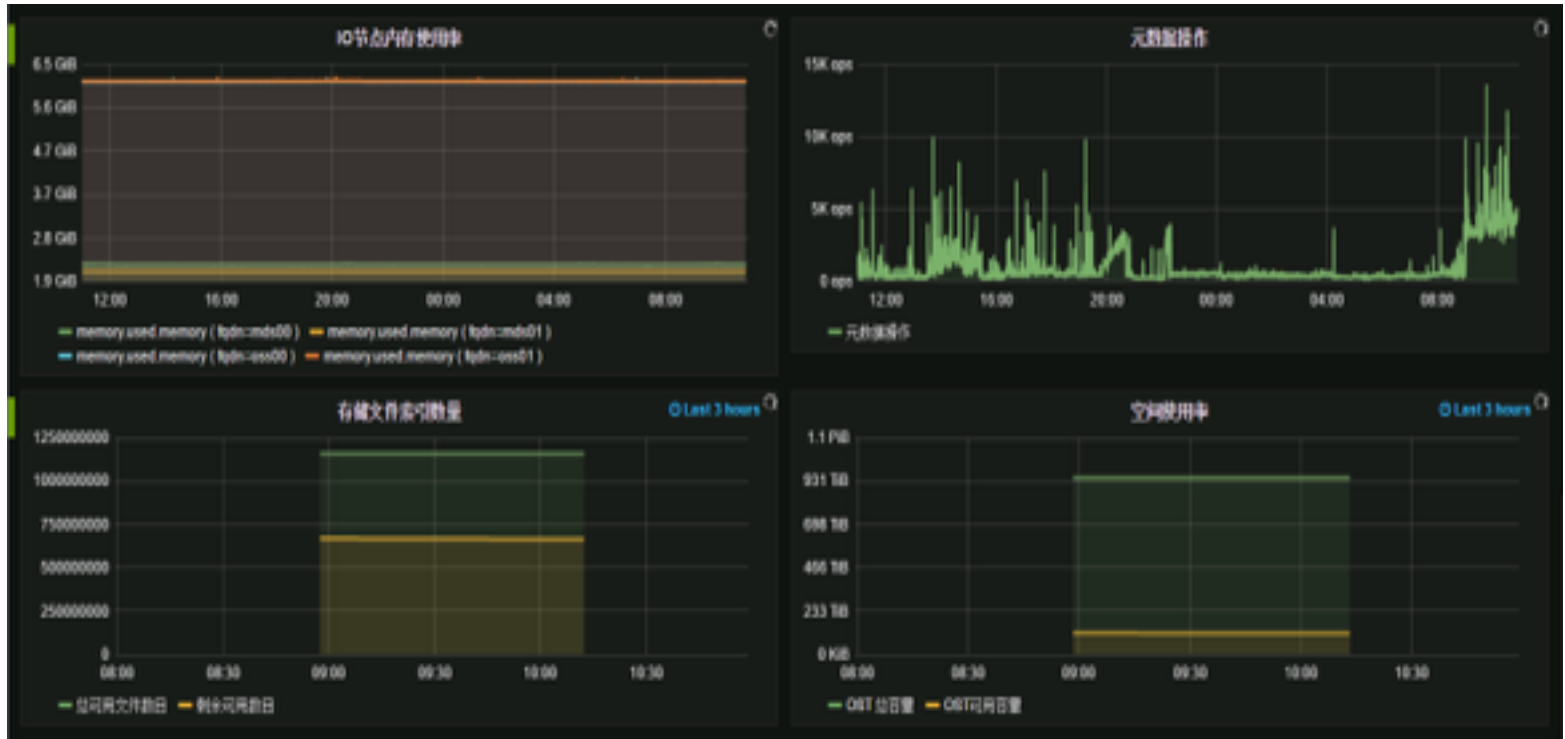 IO节点内存使用率
6.5 GiB
5.6 GiB
4.7 GiB
3.7 GiB
2.8 GiB
1.9 GiB
12:00 16:00 20:00 00:00 04:00 08:00
memory.used.memory ( fqdn=mds00 ) memory.used.memory ( fqdn=mds01 )
memory.used.memory ( fqdn=oss00 ) memory.used.memory ( fqdn=oss01 )
元数据操作
15K ops
10K ops
5K ops
0 ops
12:00 16:00 20:00 00:00 04:00 08:00
元数据操作
存储文件索引数量
Last 3 hours
1250000000
1000000000
750000000
500000000
250000000
0
08:00 08:30 09:00 09:30 10:00 10:30
总可用文件数目 剩余可用数目
空间使用率
Last 3 hours
1.1 PiB
931 TiB
698 TiB
466 TiB
233 TiB
0 KiB
08:00 08:30 09:00 09:30 10:00 10:30
OST总容量 OST可用容量